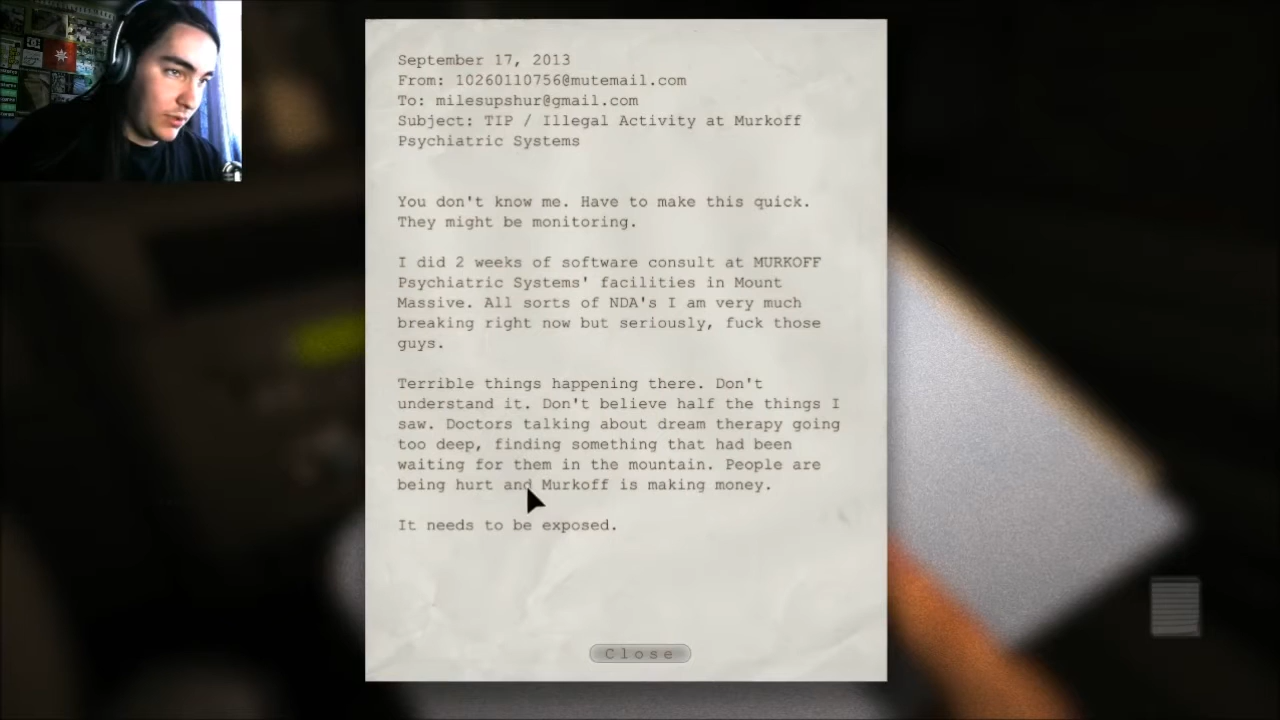 September 17, 2013
From: 10260110756@mutemail.com
To: milesupshur@gmail.com
Subject: TIP / Illegal Activity at Murkoff
Psychiatric Systems
You don't know me. Have to make this quick.
They might be monitoring.
I did 2 weeks of software consult at MURKOFF
Psychiatric Systems' facilities in Mount
Massive. All sorts of NDA's I am very much
breaking right now but seriously, fuck those
guys.
Terrible things happening there. Don't
understand it. Don't believe half the things I
saw. Doctors talking about dream therapy going
too deep, finding something that had been
waiting for them in the mountain. People are
being hurt and Murkoff is making money.
It needs to be exposed.
Close